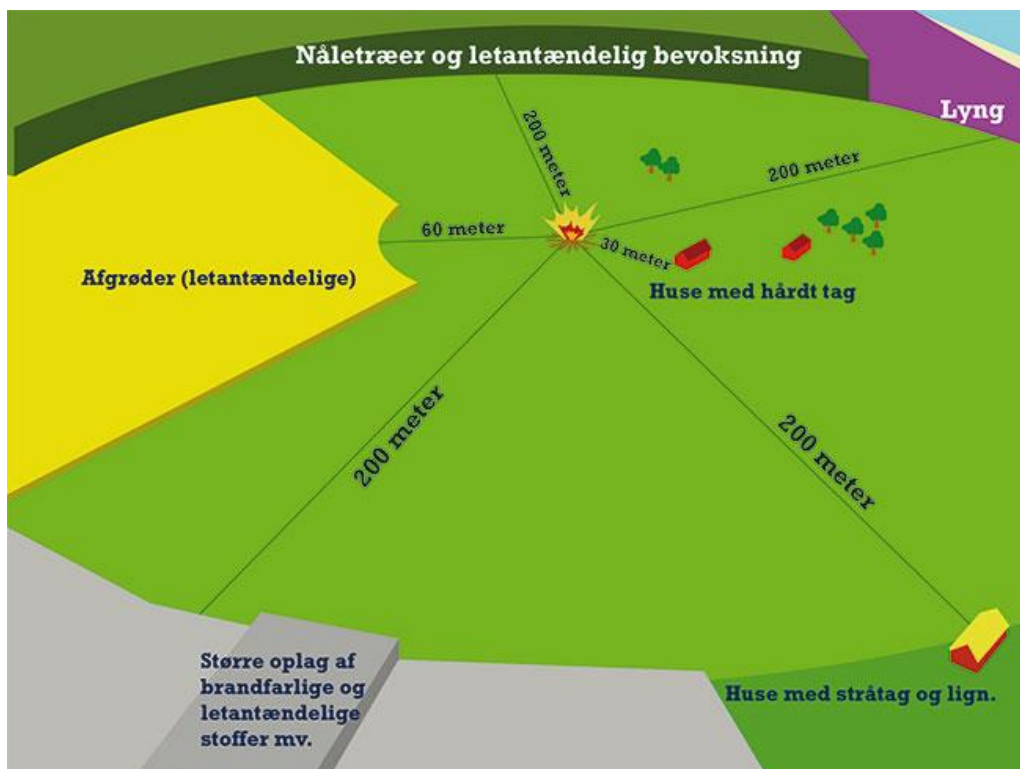 Nåletræer og letantændelig bevoksning
Lyng
200 meter
200 meter
60 meter
30 meter
Afgrøder (letantændelige)
Huse med hårdt tag
200 meter
200 meter
Større oplag af
brandfarlige og
letantændelige
stoffer mv.
Huse med stråtag og lign.